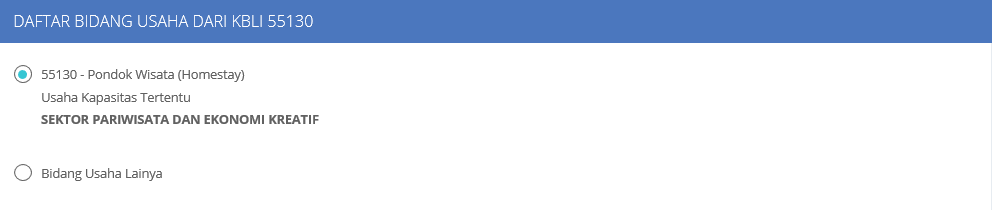 DAFTAR BIDANG USAHA DARI KBLI 55130
55130 - Pondok Wisata (Homestay)
Usaha Kapasitas Tertentu
SEKTOR PARIWISATA DAN EKONOMI KREATIF
Bidang Usaha Lainya